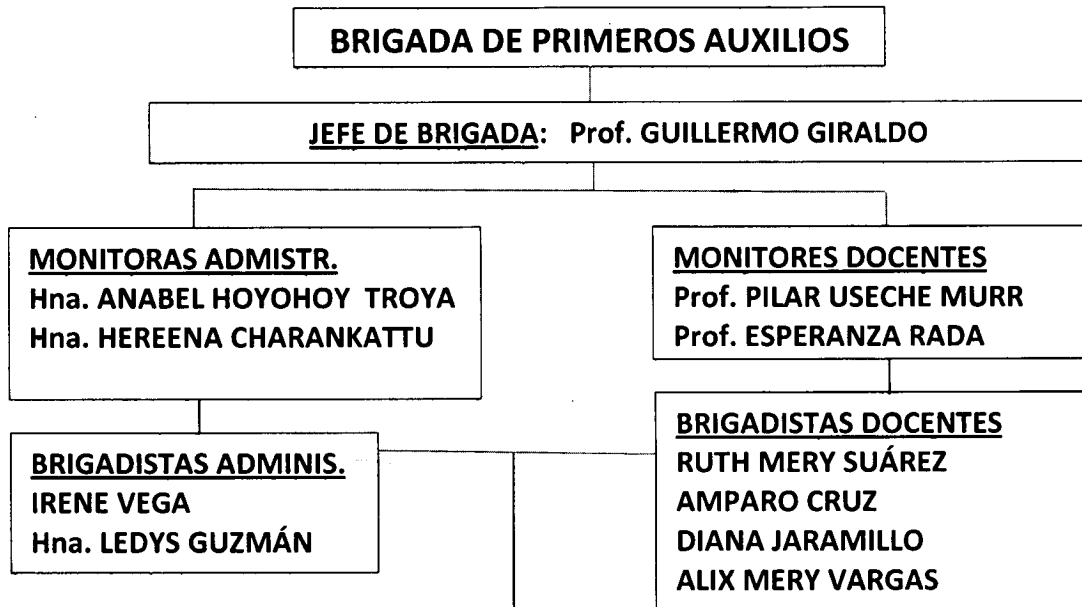 BRIGADA DE PRIMEROS AUXILIOS
JEFE DE BRIGADA: Prof. GUILLERMO GIRALDO
MONITORAS ADMISTR.
Hna. ANABEL HOYOHOY TROYA
Hna. HEREENA CHARANKATTU
MONITORES DOCENTES
Prof. PILAR USECHE MURR
Prof. ESPERANZA RADA
BRIGADISTAS ADMINIS.
IRENE VEGA
Hna. LEDYS GUZMÁN
BRIGADISTAS DOCENTES
RUTH MERY SUÁREZ
AMPARO CRUZ
DIANA JARAMILLO
ALIX MERY VARGAS